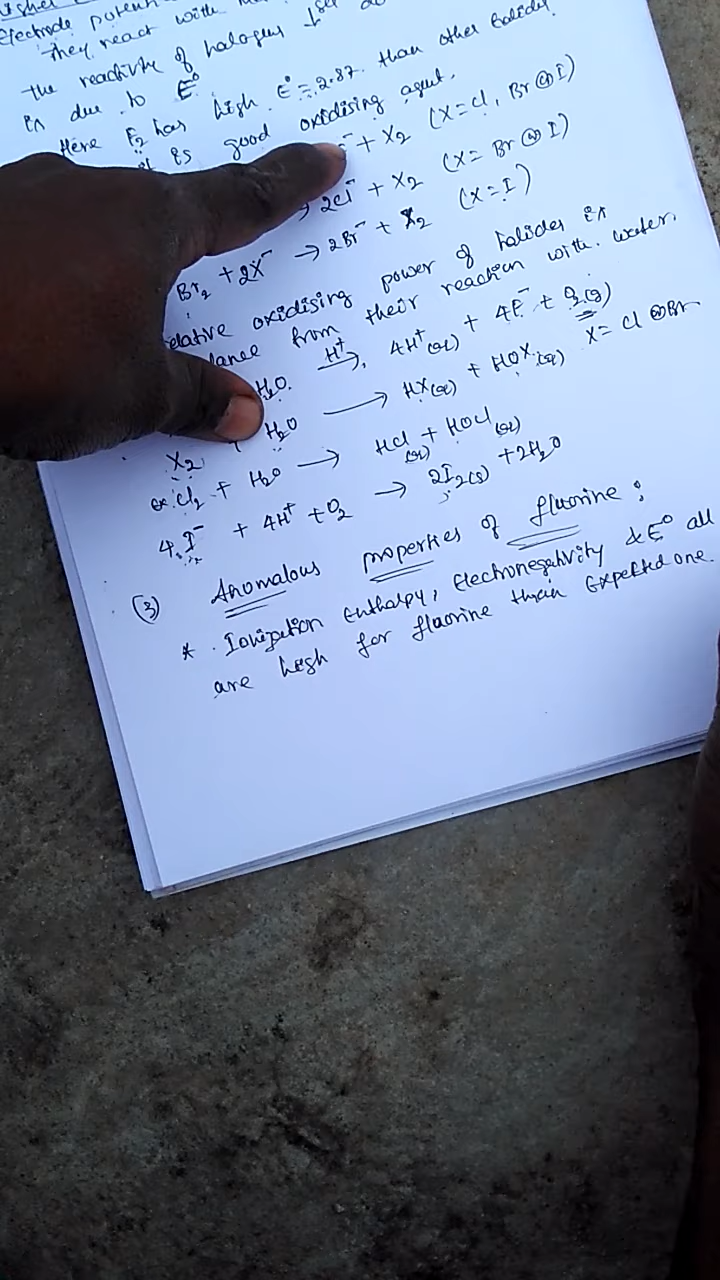 Electrode potent
They react with
the reactivity of halogens
is due to E°
Here F2 has high. E° = 2.87. than other halides.
is good oxidising agent.
+ X2 (X = Cl, Br (or) I)
→ 2Cl⁻ + X2 (X = Br (or) I)
Br2 + 2X⁻ → 2Br⁻ + X2 (X = I)
elative oxidising power of halides is
from their reaction with. water.
H2O. H⁺→, 4H⁺(aq) + 4F⁻ + O2(g)
X2 + H2O → HX(aq) + HOX(aq) X = Cl (or) Br
ex: Cl2 + H2O → HCl(aq) + HOCl(aq)
4.I⁻ + 4H⁺ + O2 → 2I2(s) + 2H2O
(3) Anomalous properties of fluorine :
* . Ionization Enthalpy, Electronegativity & E° all
are high for fluorine than Expected one.